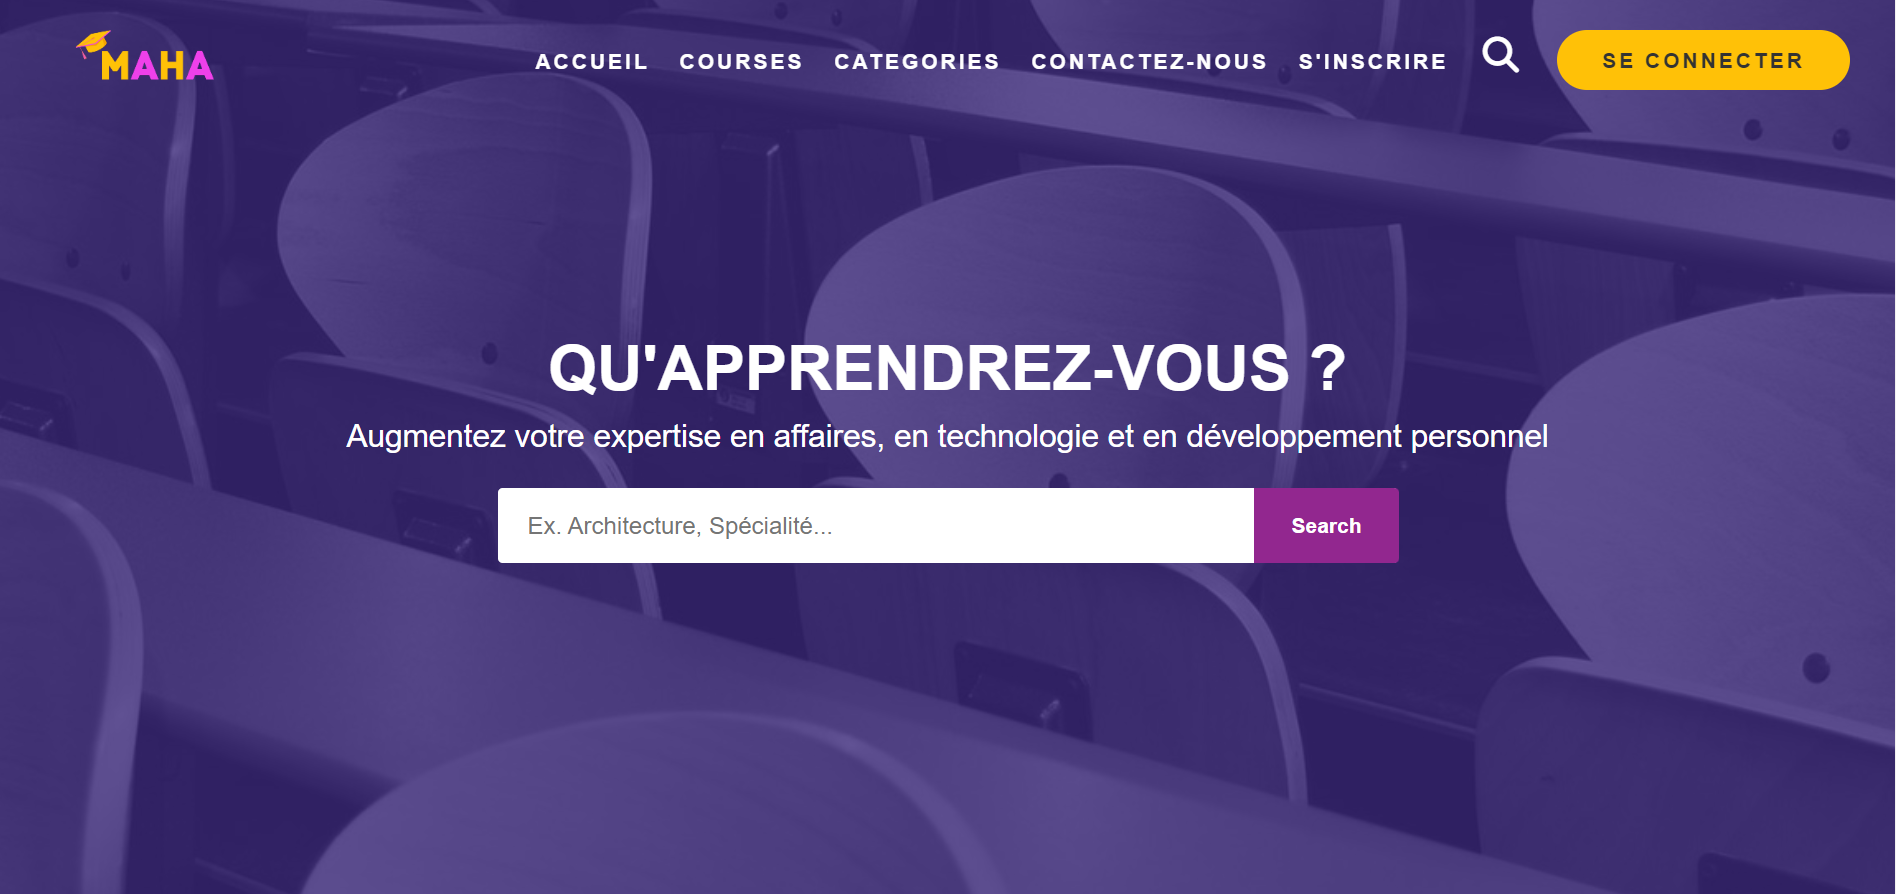 MAHA
ACCUEIL COURSES CATEGORIES CONTACTEZ-NOUS S'INSCRIRE SE CONNECTER
QU'APPRENDREZ-VOUS ?
Augmentez votre expertise en affaires, en technologie et en développement personnel
Ex. Architecture, Spécialité... Search